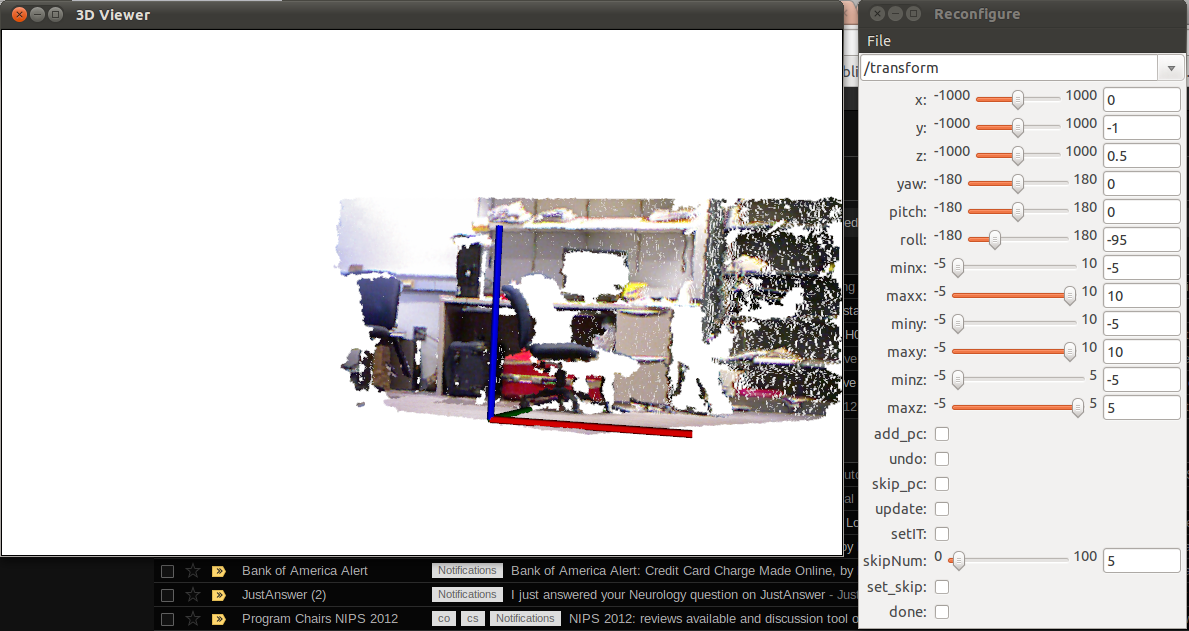 3D Viewer
Reconfigure
File
/transform
x: -1000 1000 0
y: -1000 1000 -1
z: -1000 1000 0.5
yaw: -180 180 0
pitch: -180 180 0
roll: -180 180 -95
minx: -5 10 -5
maxx: -5 10 10
miny: -5 10 -5
maxy: -5 10 10
minz: -5 5 -5
maxz: -5 5 5
add_pc:
undo:
skip_pc:
update:
setIT:
skipNum: 0 100 5
set_skip:
done:
Bank of America Alert Notifications Bank of America Alert: Credit Card Charge Made Online, by
JustAnswer (2) Notifications I just answered your Neurology question on JustAnswer - Just
Program Chairs NIPS 2012 co cs Notifications NIPS 2012: reviews available and discussion tool o